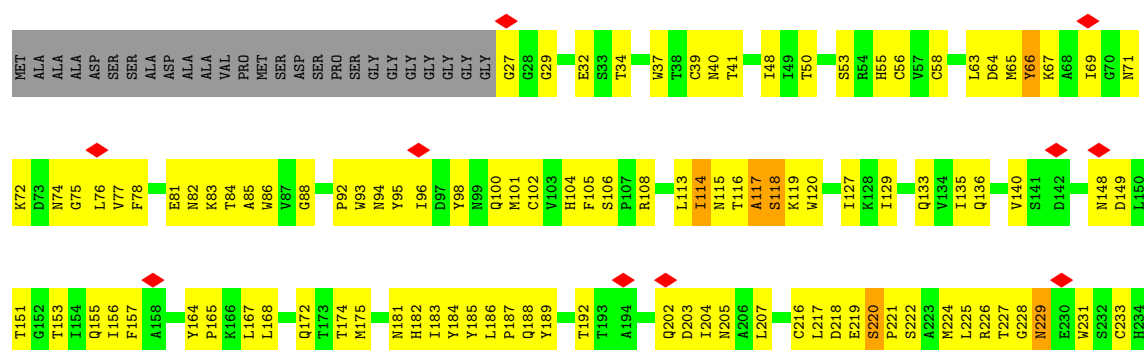 MET ALA ALA ALA ASP SER SER ALA ASP ALA ALA VAL PRO MET SER ASP SER PRO SER GLY GLY GLY GLY GLY GLY G27 G28 G29 E32 S33 T34 W37 T38 C39 N40 T41 I48 I49 T50 S53 R54 H55 C56 V57 C58 L63 D64 M65 Y66 K67 A68 I69 G70 N71
K72 D73 N74 G75 L76 V77 F78 E81 N82 K83 T84 A85 W86 V87 G88 P92 W93 N94 Y95 I96 D97 Y98 N99 Q100 M101 C102 V103 H104 F105 S106 P107 R108 L113 I114 N115 T116 A117 S118 K119 W120 I127 K128 I129 Q133 V134 I135 Q136 V140 S141 D142 N148 D149 L150
T151 G152 T153 I154 Q155 I156 F157 A158 Y164 P165 K166 L167 L168 Q172 T173 T174 M175 N181 H182 I183 Y184 Y185 L186 P187 Q188 Y189 T192 T193 A194 Q202 D203 I204 N205 A206 L207 C216 L217 D218 E219 S220 P221 S222 A223 M224 L225 R226 T227 G228 N229 E230 W231 S232 C233 H234